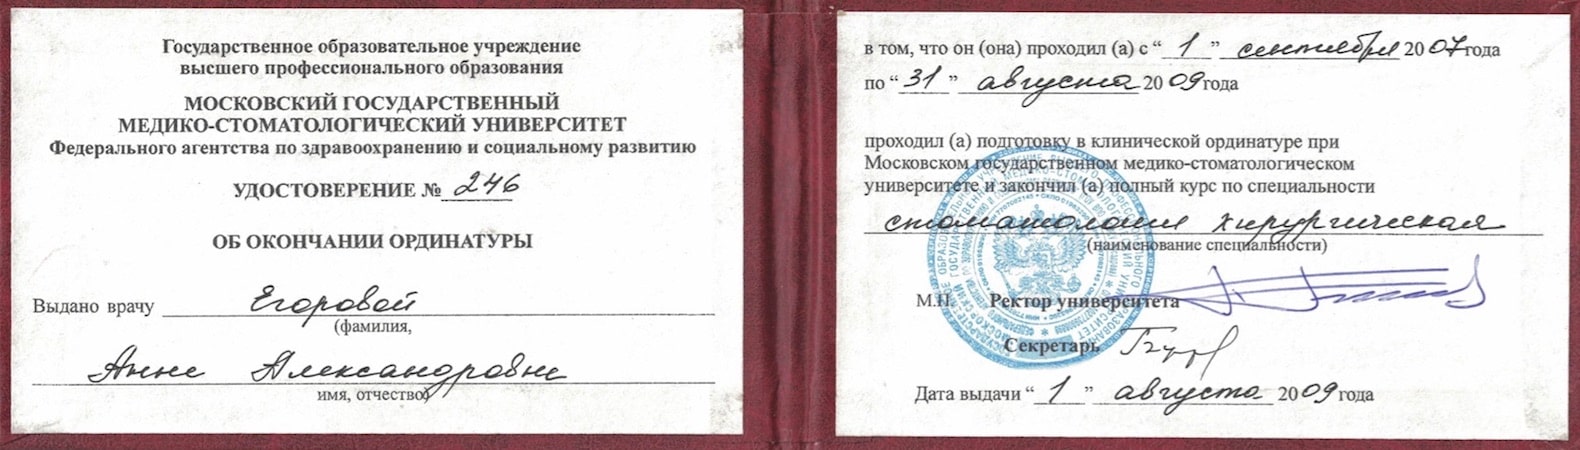 Государственное образовательное учреждение
высшего профессионального образования
МОСКОВСКИЙ ГОСУДАРСТВЕННЫЙ
МЕДИКО-СТОМАТОЛОГИЧЕСКИЙ УНИВЕРСИТЕТ
Федерального агентства по здравоохранению и социальному развитию
УДОСТОВЕРЕНИЕ № 246
ОБ ОКОНЧАНИИ ОРДИНАТУРЫ
Выдано врачу Егоровой
(фамилия,
Анне Александровне
имя, отчество)
в том, что он (она) проходил (а) с “1” сентября 2007 года
по “31” августа 2009 года
проходил (а) подготовку в клинической ординатуре при
Московском государственном медико-стоматологическом
университете и закончил (а) полный курс по специальности
стоматология хирургическая
(наименование специальности)
М.П. Ректор университета
Секретарь
Дата выдачи “1” августа 2009 года